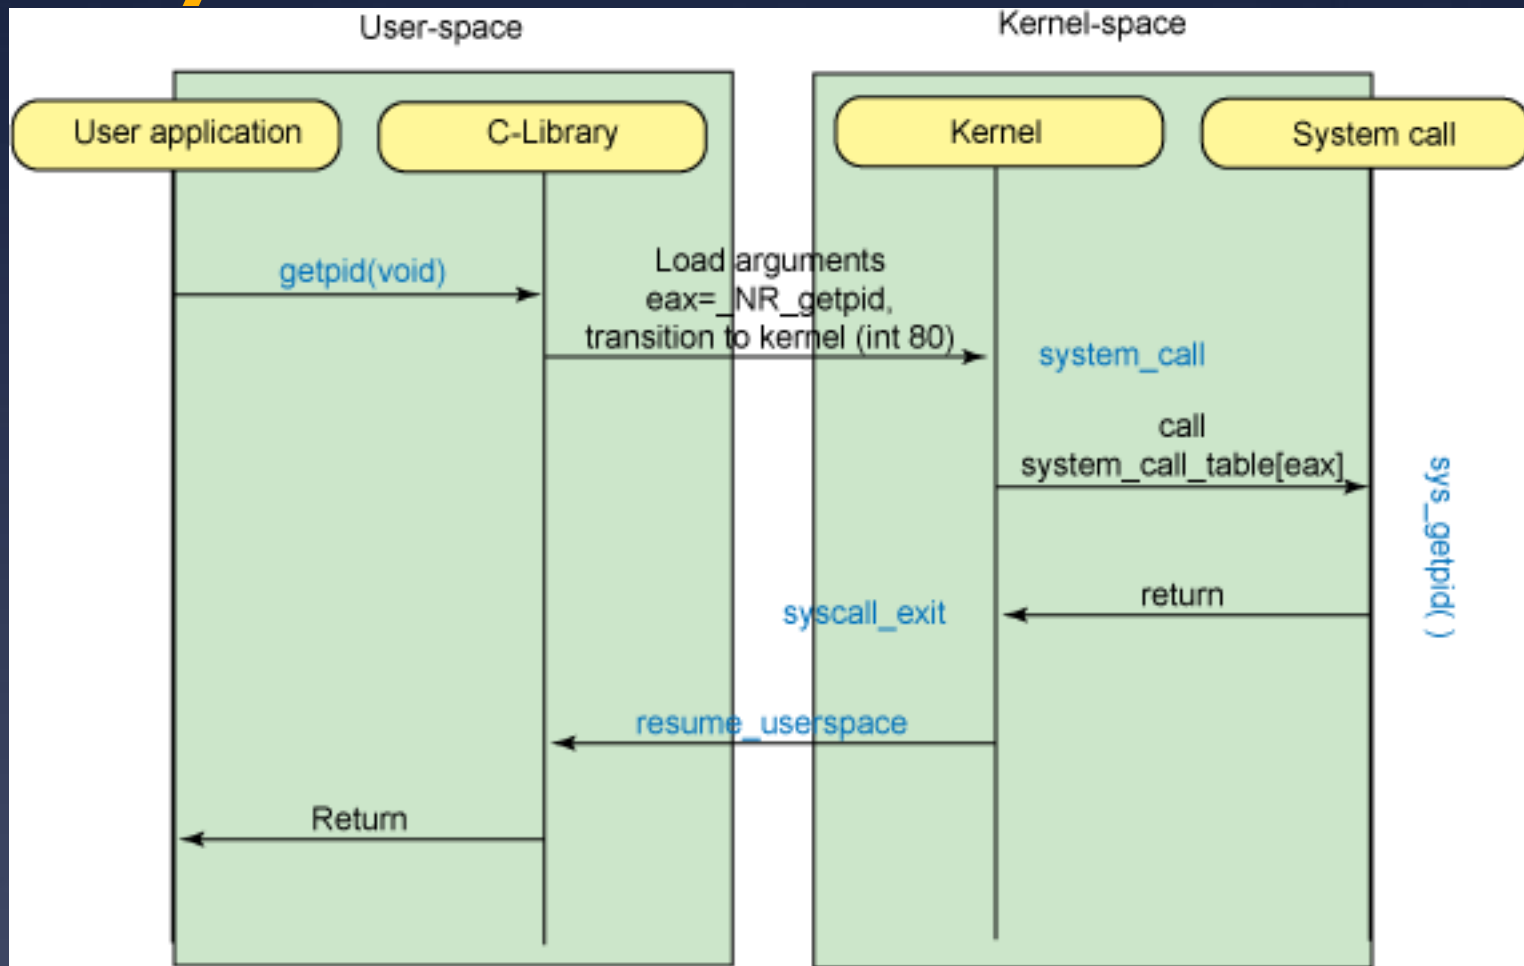 User-space
Kernel-space
User application
C-Library
Kernel
System call
getpid(void)
Load arguments
eax=_NR_getpid,
transition to kernel (int 80)
system_call
call
system_call_table[eax]
sys_getpid( )
return
syscall_exit
resume_userspace
Return